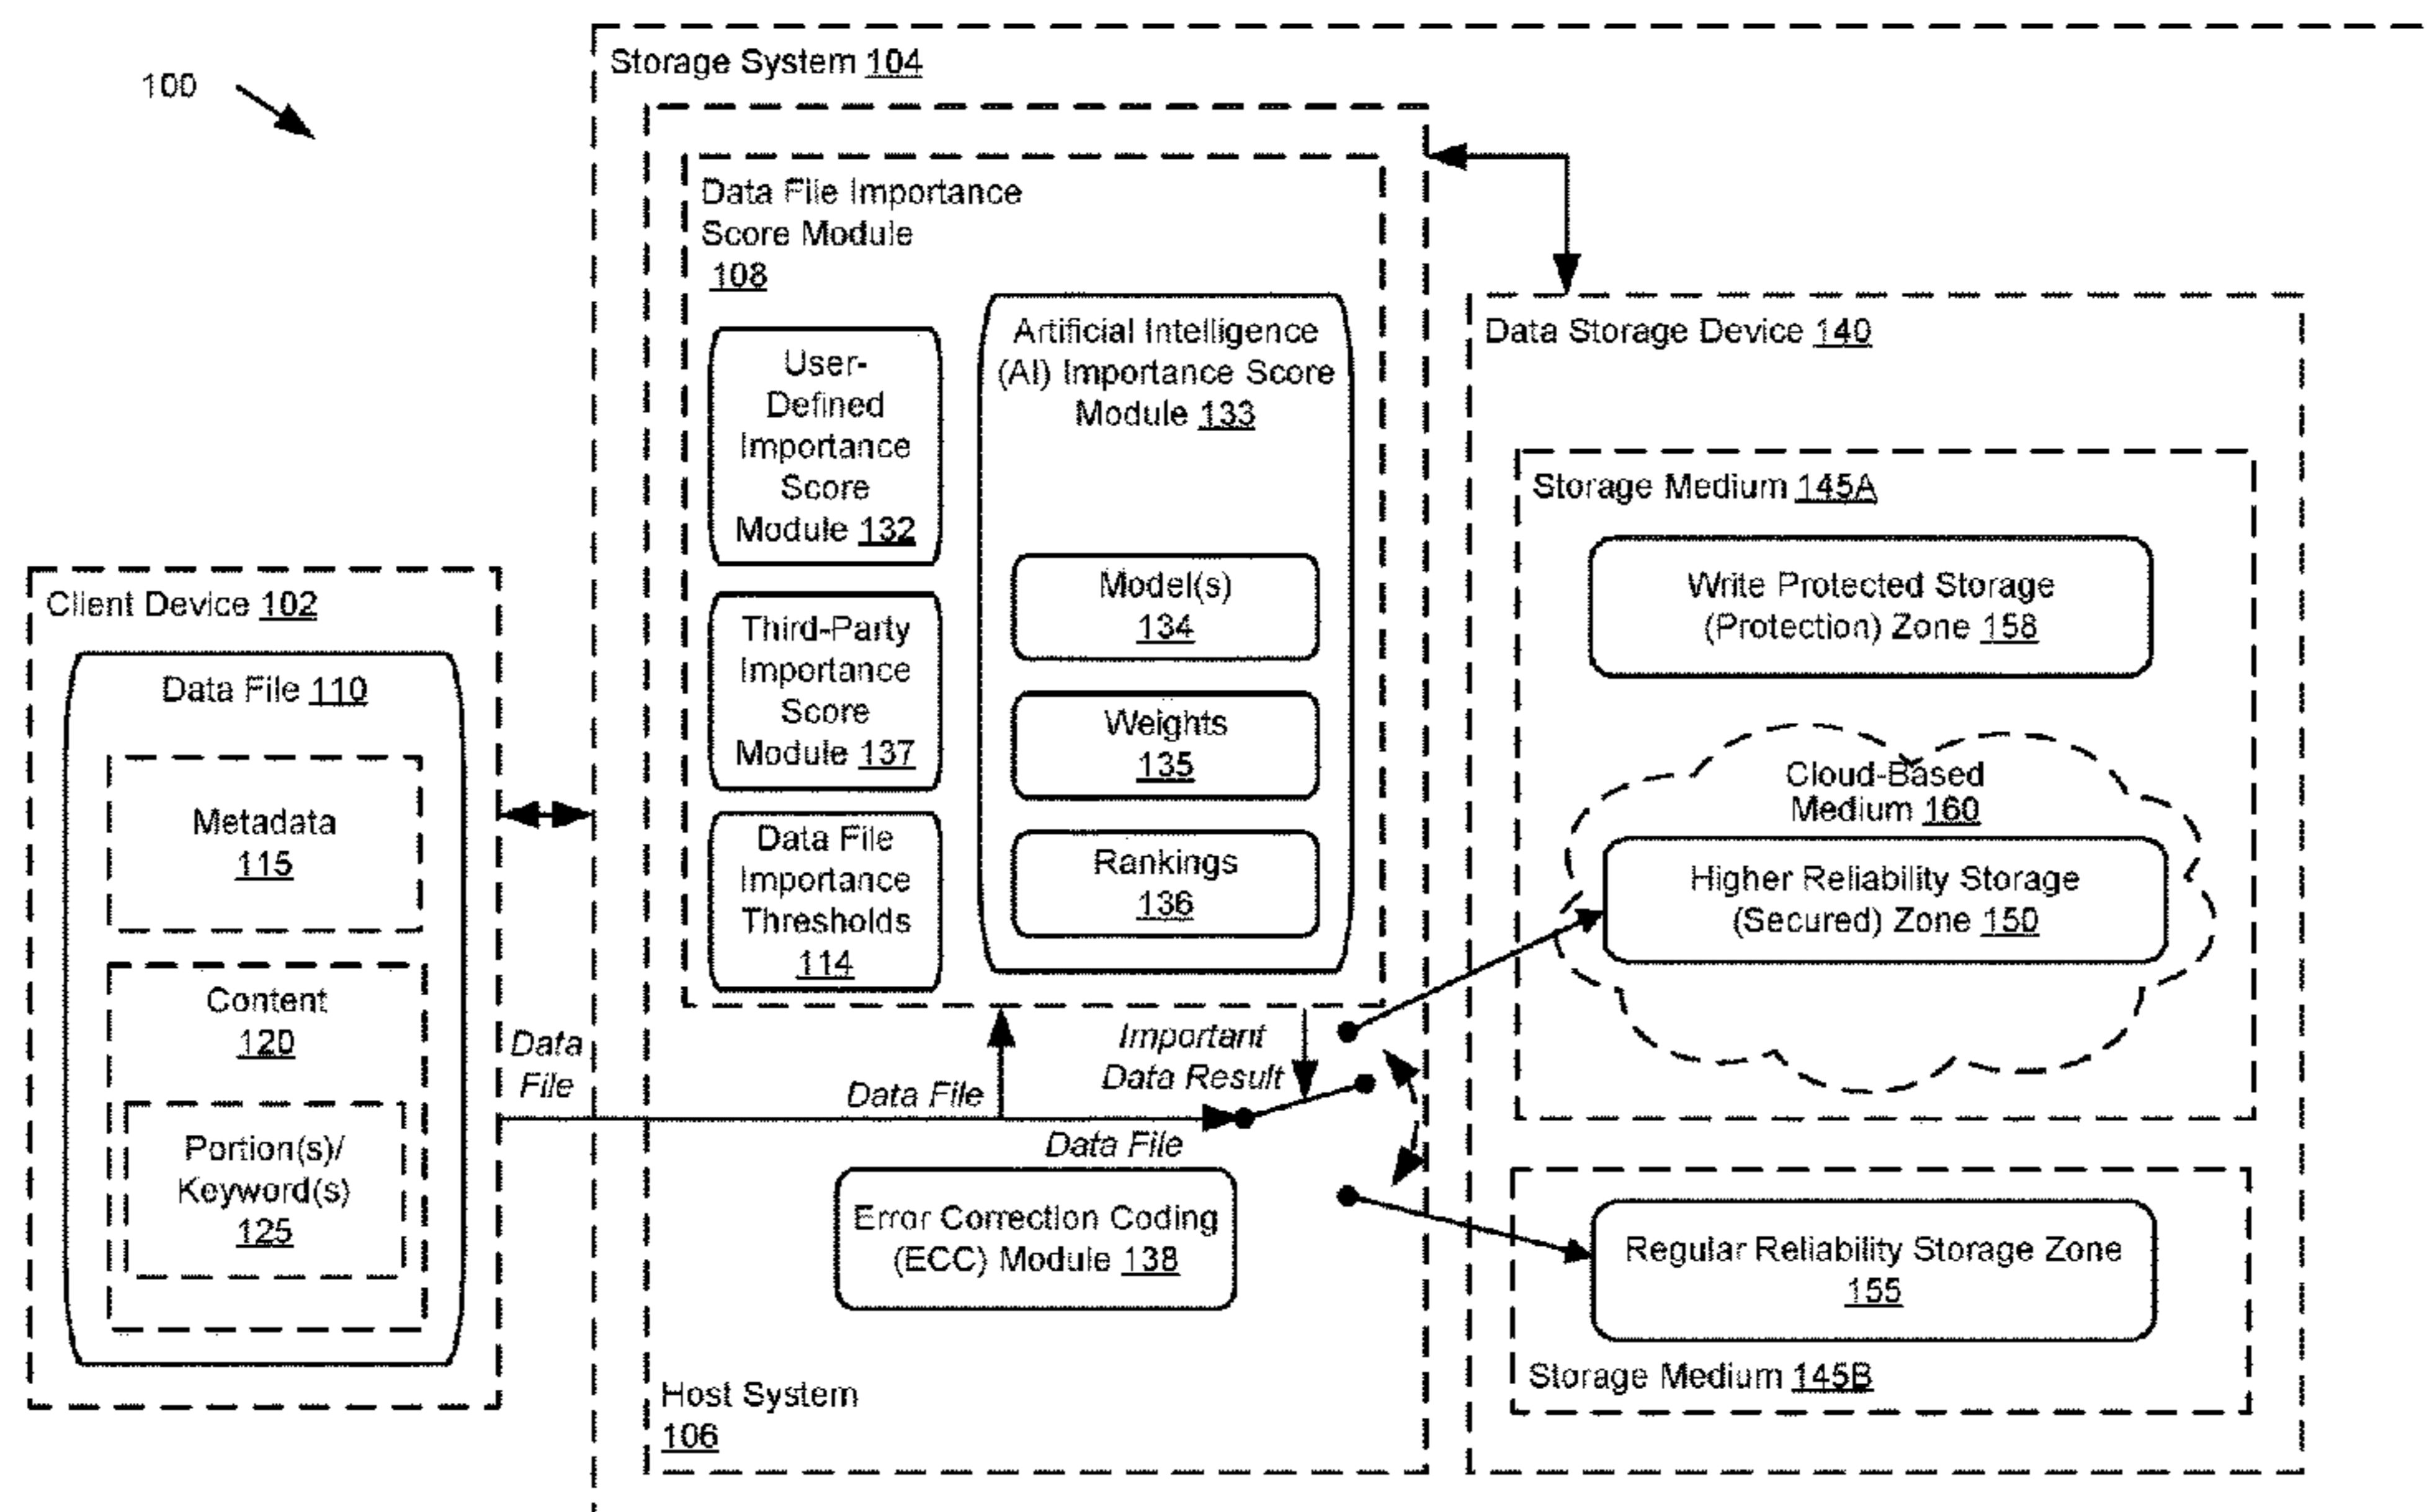 100
Storage System 104
Data File Importance
Score Module
108
User-
Defined
Importance
Score
Module 132
Third-Party
Importance
Score
Module 137
Data File
Importance
Thresholds
114
Artificial Intelligence
(AI) Importance Score
Module 133
Model(s)
134
Weights
135
Rankings
136
Client Device 102
Data File 110
Metadata
115
Content
120
Portion(s)/
Keyword(s)
125
Data
File
Data File
Important
Data Result
Data File
Error Correction Coding
(ECC) Module 138
Host System
106
Data Storage Device 140
Storage Medium 145A
Write Protected Storage
(Protection) Zone 158
Cloud-Based
Medium 160
Higher Reliability Storage
(Secured) Zone 150
Regular Reliability Storage Zone
155
Storage Medium 145B